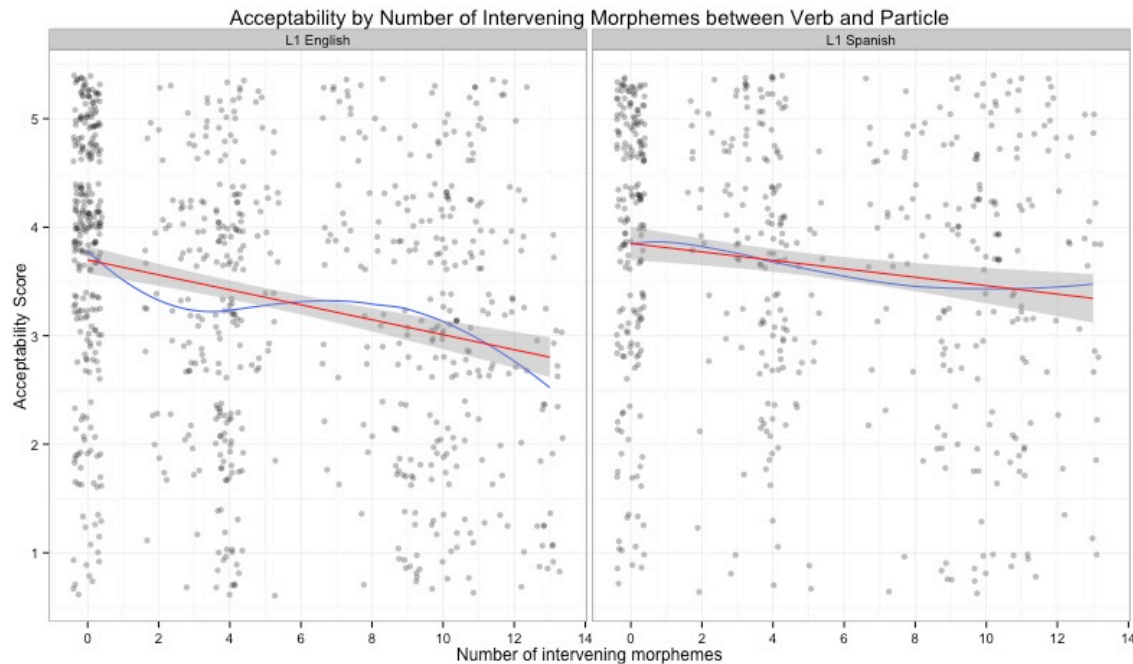 Acceptability by Number of Intervening Morphemes between Verb and Particle
L1 English
L1 Spanish
Acceptability Score
5
4
3
2
1
0 2 4 6 8 10 12 14
0 2 4 6 8 10 12 14
Number of intervening morphemes